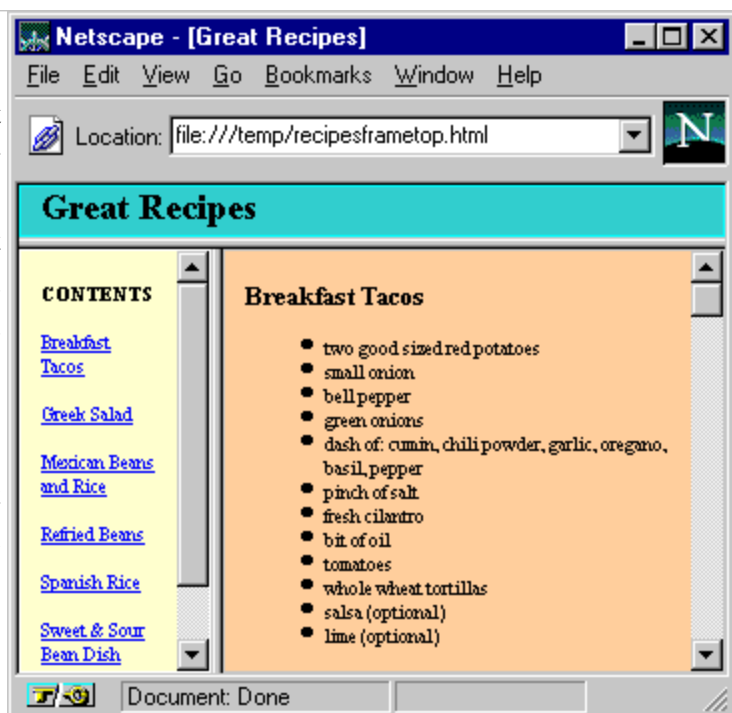 Netscape - [Great Recipes]
File Edit View Go Bookmarks Window Help
Location: file:///temp/recipesframetop.html
N
Great Recipes
CONTENTS
Breakfast
Tacos
Greek Salad
Mexican Beans
and Rice
Refried Beans
Spanish Rice
Sweet & Sour
Bean Dish
Breakfast Tacos
two good sized red potatoes
small onion
bell pepper
green onions
dash of: cumin, chili powder, garlic, oregano,
basil, pepper
pinch of salt
fresh cilantro
bit of oil
tomatoes
whole wheat tortillas
salsa (optional)
lime (optional)
Document: Done